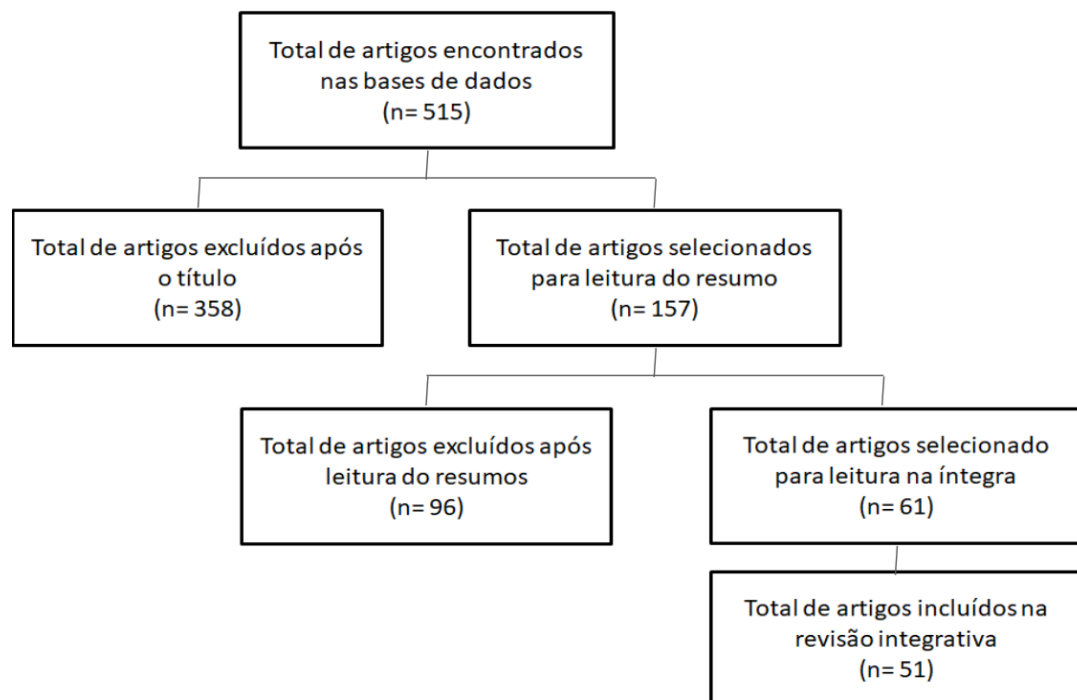 Total de artigos encontrados
nas bases de dados
(n= 515)
Total de artigos excluídos após
o título
(n= 358)
Total de artigos selecionados
para leitura do resumo
(n= 157)
Total de artigos excluídos após
leitura do resumos
(n= 96)
Total de artigos selecionado
para leitura na íntegra
(n= 61)
Total de artigos incluídos na
revisão integrativa
(n= 51)